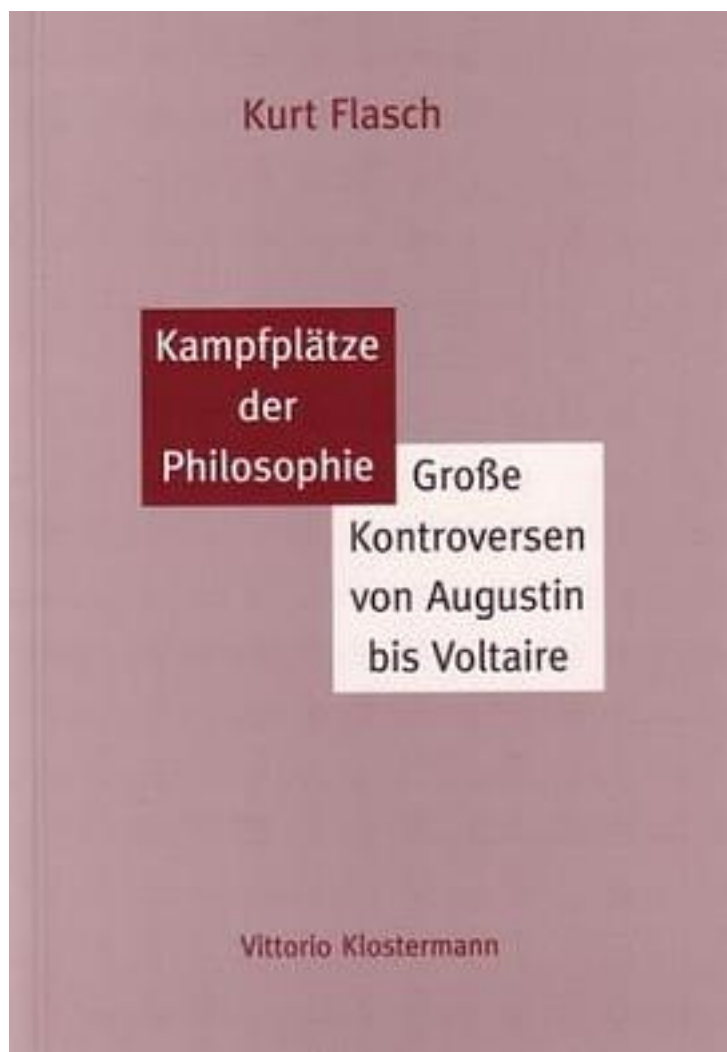 Kurt Flasch
Kampfplätze
der
Philosophie
Große
Kontroversen
von Augustin
bis Voltaire
Vittorio Klostermann